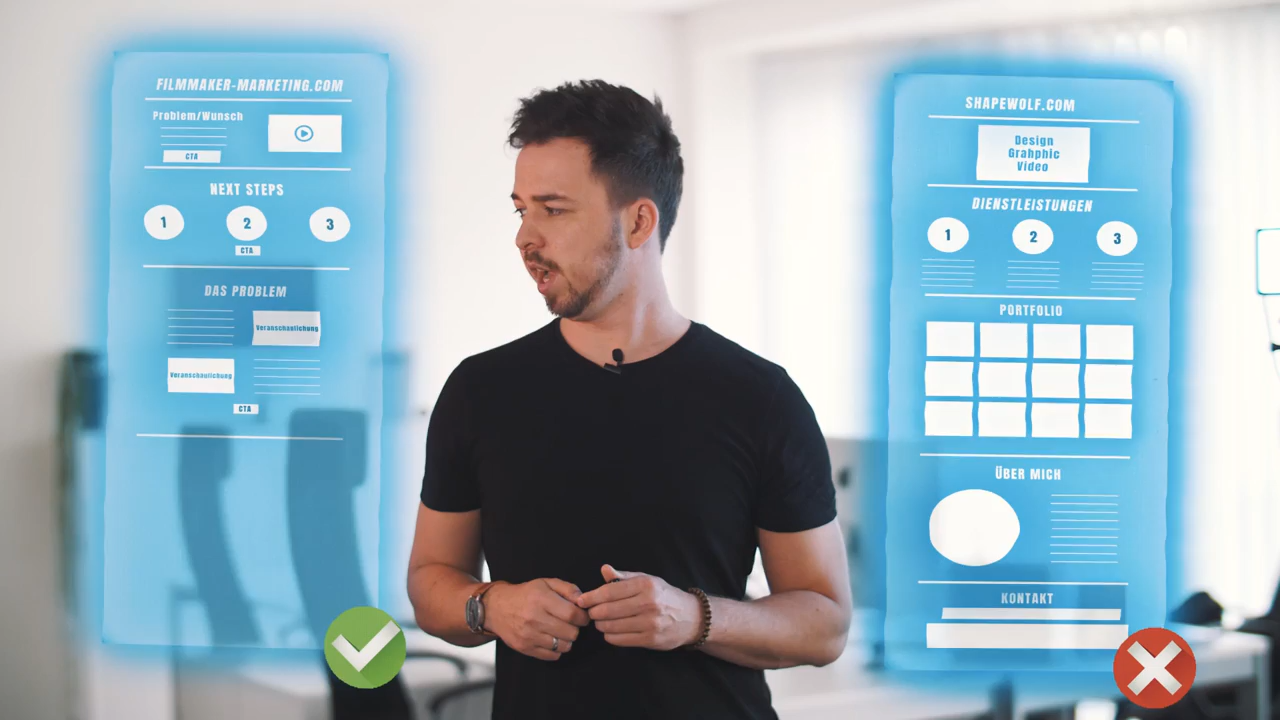 FILMMAKER-MARKETING.COM
Problem/Wunsch
CTA
NEXT STEPS
1 2 3
CTA
DAS PROBLEM
Veranschaulichung
Veranschaulichung
CTA
SHAPEWOLF.COM
Design
Grahphic
Video
DIENSTLEISTUNGEN
1 2 3
PORTFOLIO
ÜBER MICH
KONTAKT